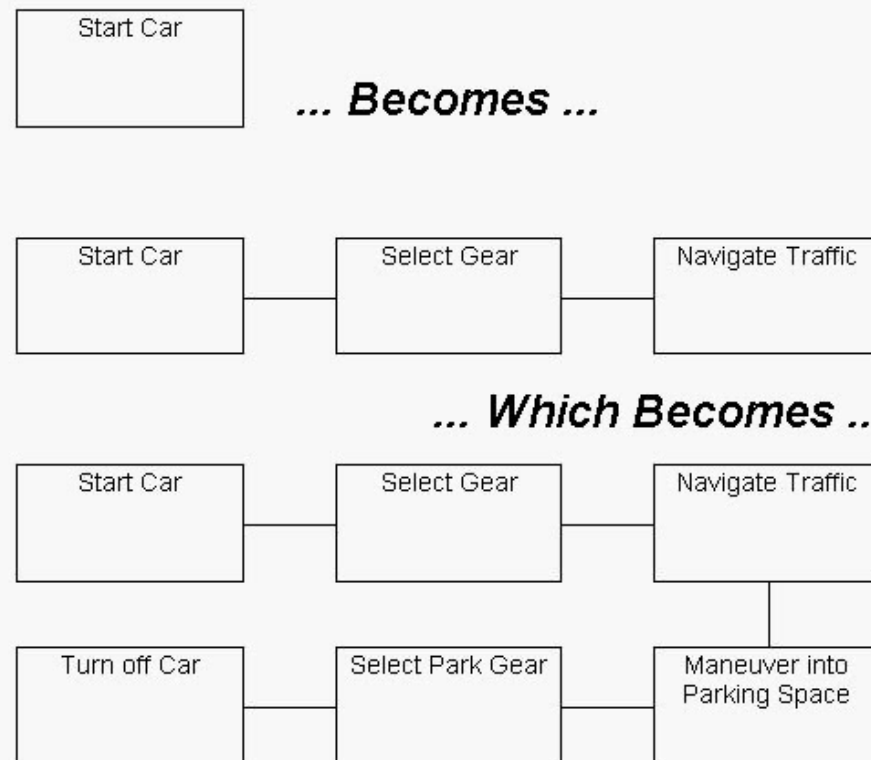 Start Car
... Becomes ...
Start Car
Select Gear
Navigate Traffic
... Which Becomes ..
Start Car
Select Gear
Navigate Traffic
Turn off Car
Select Park Gear
Maneuver into
Parking Space